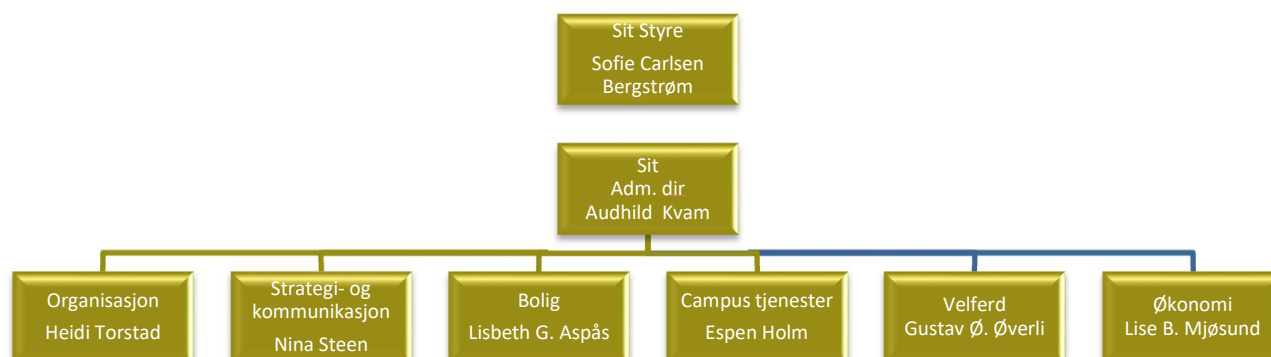 Sit Styre
Sofie Carlsen
Bergstrøm
Sit
Adm. dir
Audhild Kvam
Organisasjon
Heidi Torstad
Strategi- og
kommunikasjon
Nina Steen
Bolig
Lisbeth G. Aspås
Campus tjenester
Espen Holm
Velferd
Gustav Ø. Øverli
Økonomi
Lise B. Mjøsund